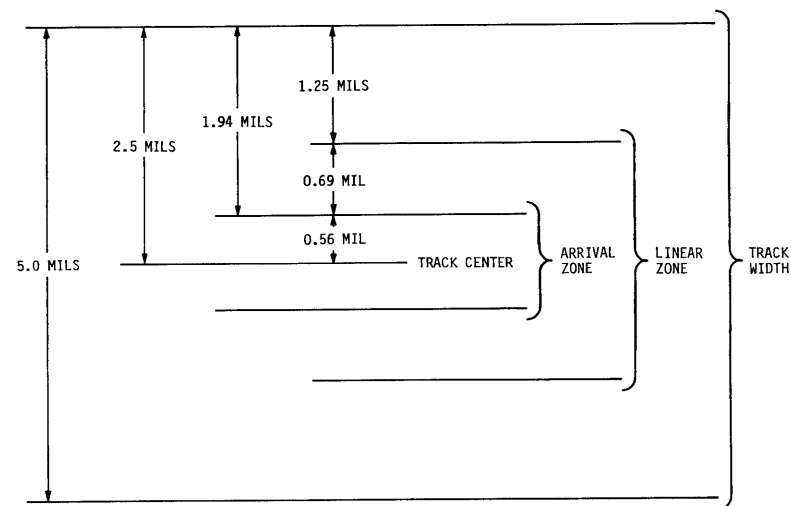 1.25 MILS
1.94 MILS
2.5 MILS
0.69 MIL
0.56 MIL
5.0 MILS
TRACK CENTER
ARRIVAL
ZONE
LINEAR
ZONE
TRACK
WIDTH